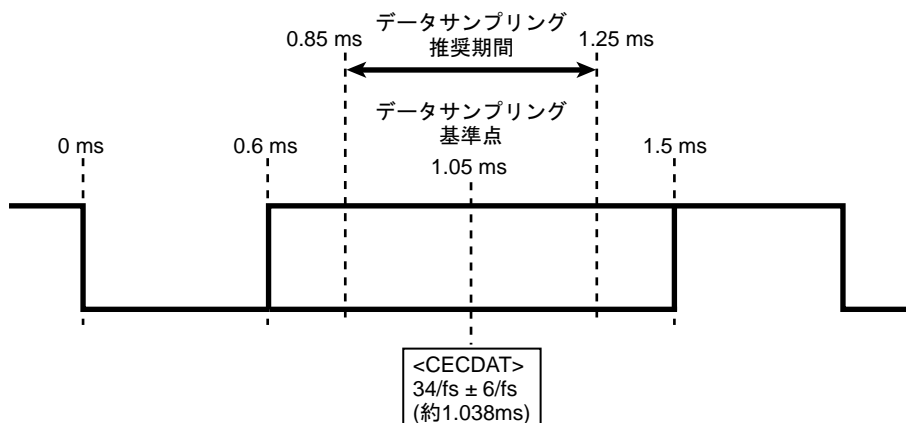 データサンプリング
推奨期間
0.85 ms
1.25 ms
データサンプリング
基準点
0 ms
0.6 ms
1.05 ms
1.5 ms
<CECDAT>
34/fs ± 6/fs
(約1.038ms)